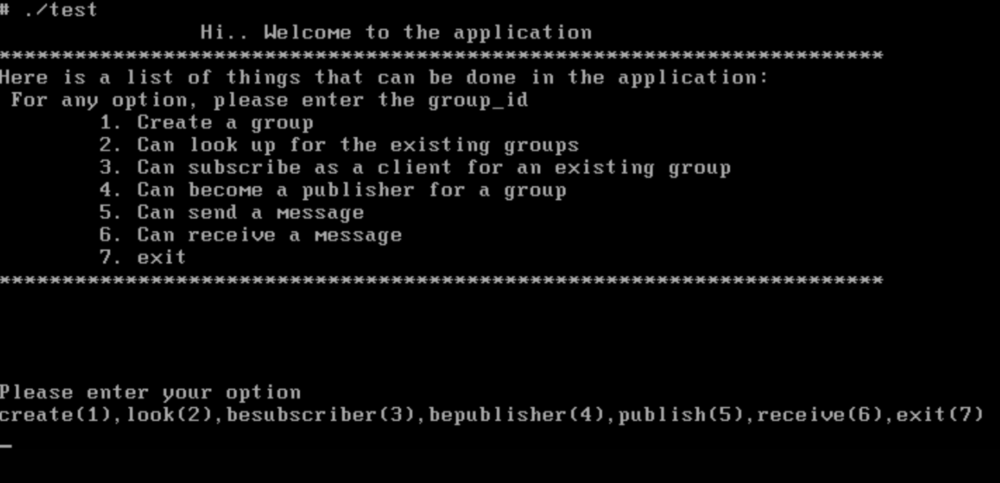 # ./test
Hi.. Welcome to the application
**********************************************************************
Here is a list of things that can be done in the application:
For any option, please enter the group_id
1. Create a group
2. Can look up for the existing groups
3. Can subscribe as a client for an existing group
4. Can become a publisher for a group
5. Can send a message
6. Can receive a message
7. exit
**********************************************************************
Please enter your option
create(1),look(2),besubscriber(3),bepublisher(4),publish(5),receive(6),exit(7)
_